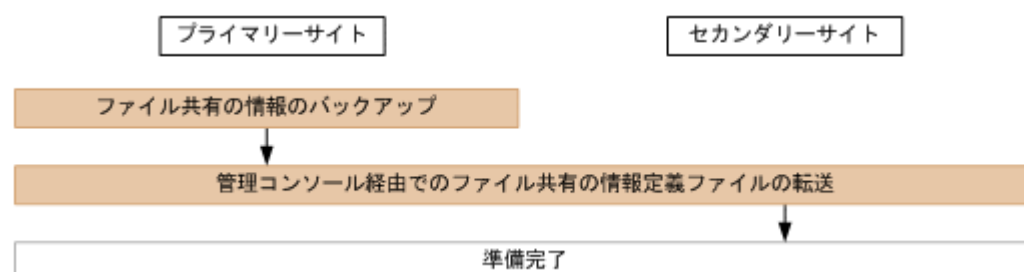 プライマリーサイト
セカンダリーサイト
ファイル共有の情報のバックアップ
管理コンソール経由でのファイル共有の情報定義ファイルの転送
準備完了